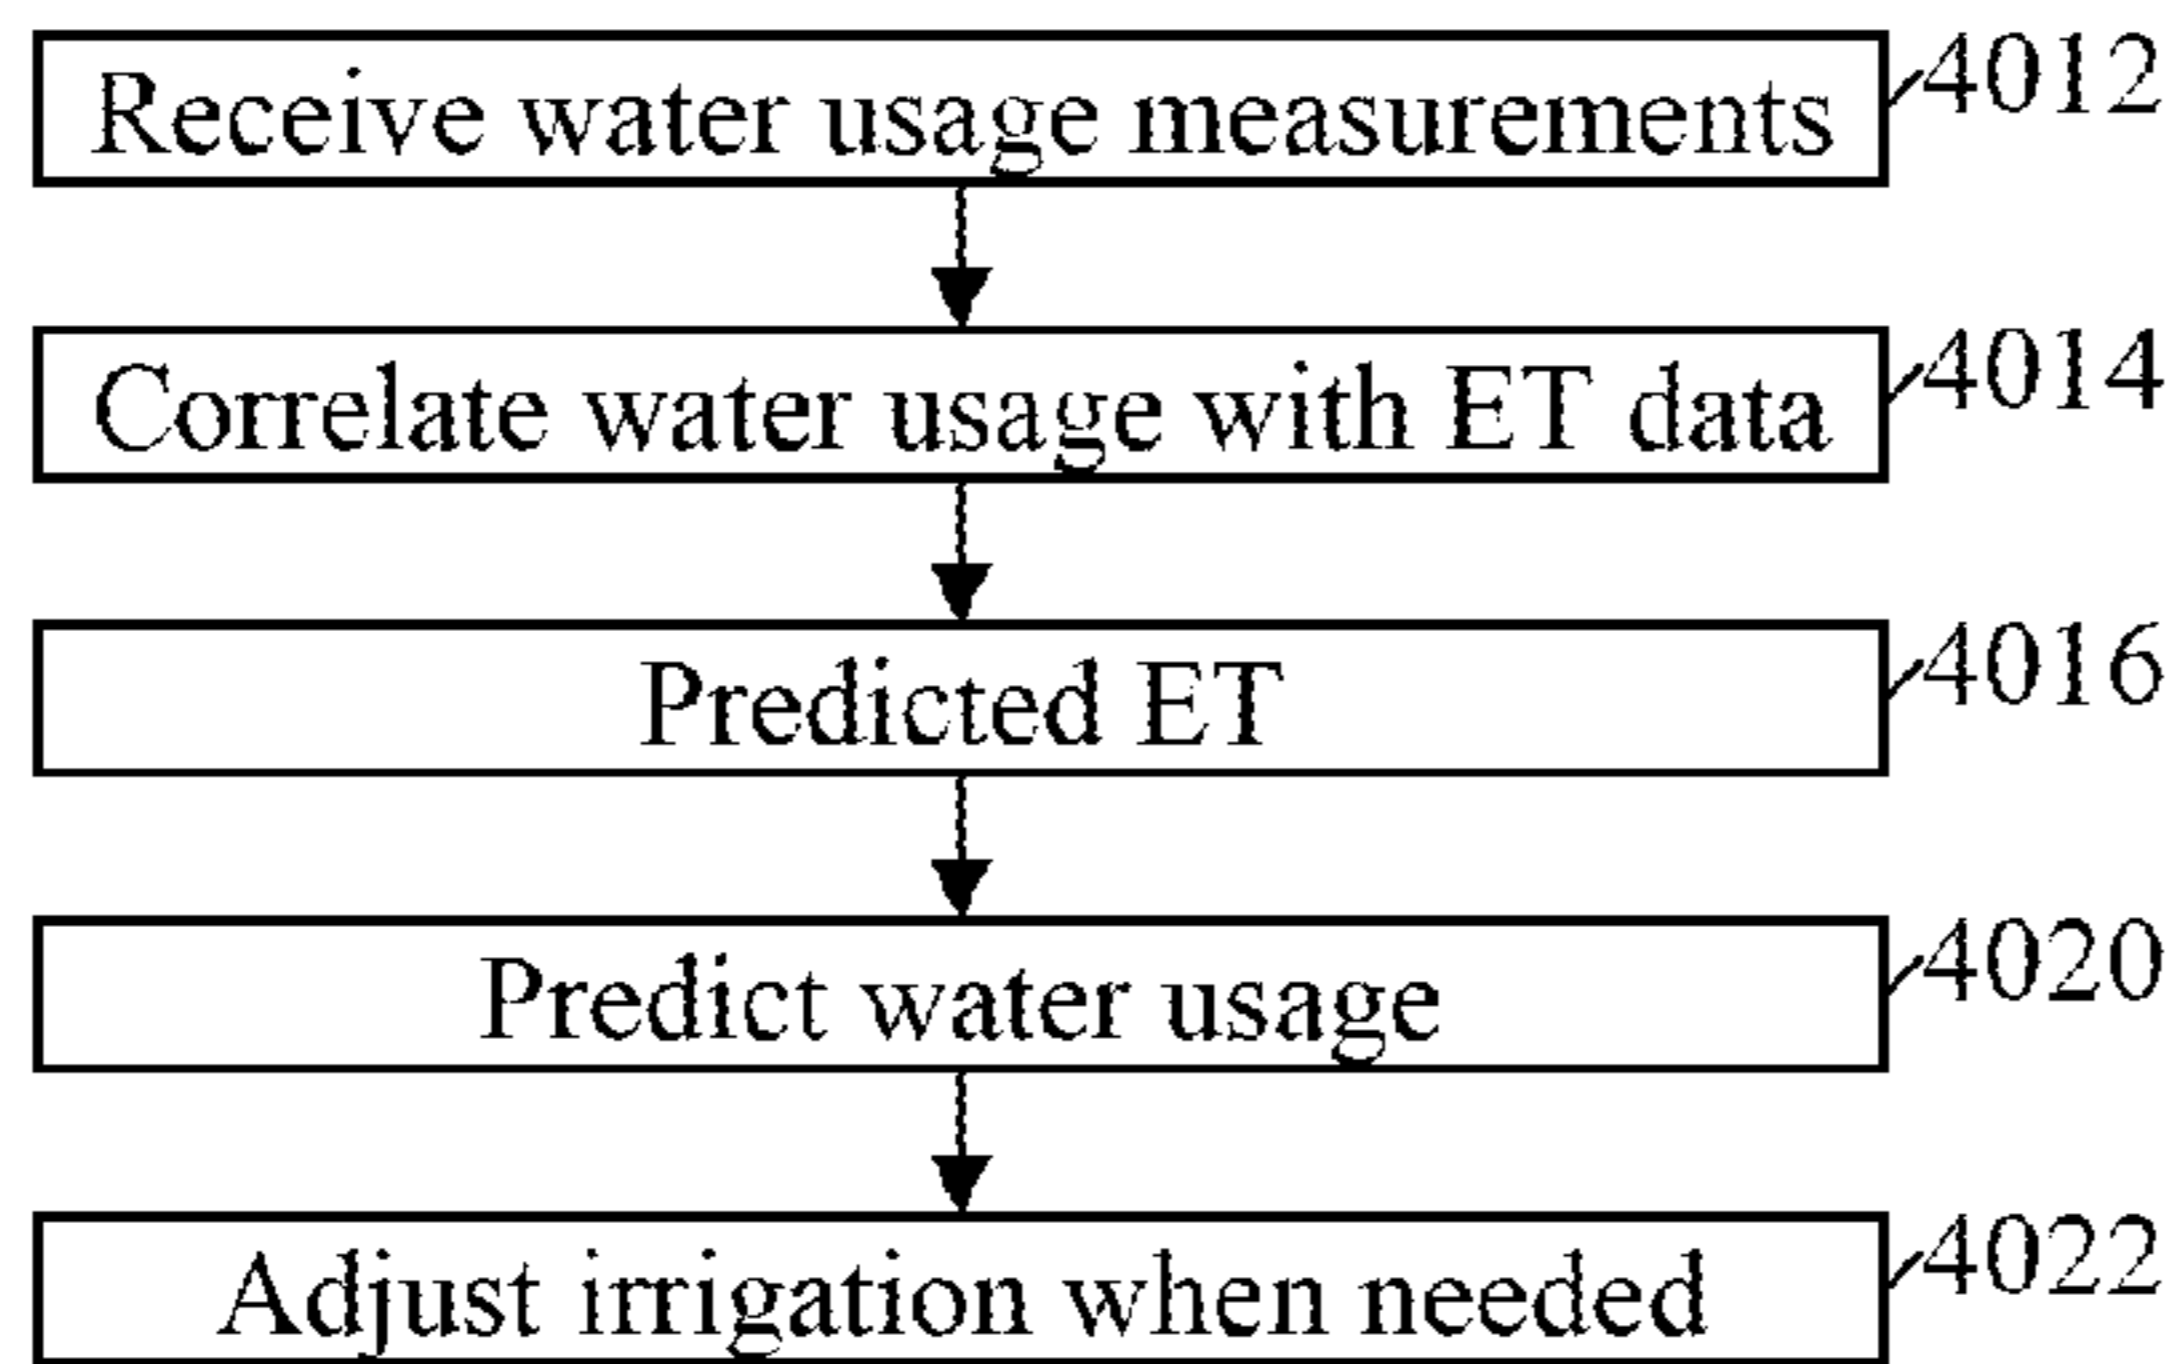 Receive water usage measurements 4012
Correlate water usage with ET data 4014
Predicted ET 4016
Predict water usage 4020
Adjust irrigation when needed 4022